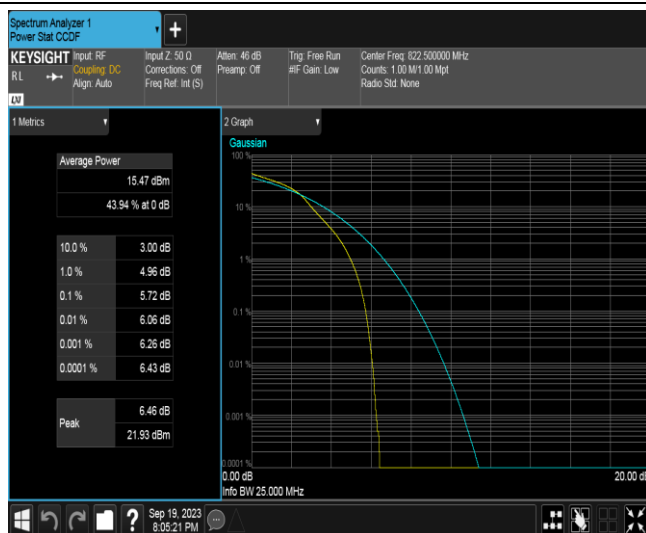 Spectrum Analyzer 1
Power Stat CCDF
+
KEYSIGHT Input: RF Input Z: 50 Ω Atten: 46 dB Trig: Free Run Center Freq: 822.500000 MHz
RL Coupling: DC Corrections: Off Preamp: Off #IF Gain: Low Counts: 1.00 M/1.00 Mpt
Align: Auto Freq Ref: Int (S) Radio Std: None
LXI
1 Metrics
Average Power
15.47 dBm
43.94 % at 0 dB
10.0 % 3.00 dB
1.0 % 4.96 dB
0.1 % 5.72 dB
0.01 % 6.06 dB
0.001 % 6.26 dB
0.0001 % 6.43 dB
Peak 6.46 dB
21.93 dBm
2 Graph
Gaussian
100 %
10 %
1 %
0.1 %
0.01 %
0.001 %
0.0001 %
0.00 dB 20.00 dB
Info BW 25.000 MHz
?
Sep 19, 2023
8:05:21 PM